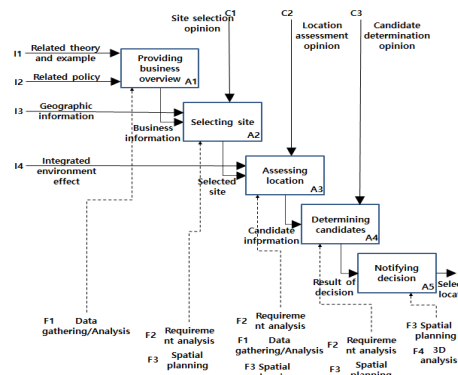 C1
C2
C3
Site selection
opinion
Location
assessment
opinion
Candidate
determination
opinion
I1
Related theory
and example
I2
Related policy
Providing
business
overview
A1
I3
Geographic
information
Business
information
Selecting site
A2
I4
Integrated
environment
effect
Selected
site
Assessing
location
A3
Candidate
information
Determining
candidates
A4
Result of
decision
Notifying
decision
A5
F1 Data
gathering/Analysis
F2 Requireme
nt analysis
F3 Spatial
planning
F2 Requireme
nt analysis
F1 Data
gathering/Analysis
F3 Spatial
F2 Requireme
nt analysis
F3 Spatial
planning
F3 Spatial
planning
F4 3D
analysis